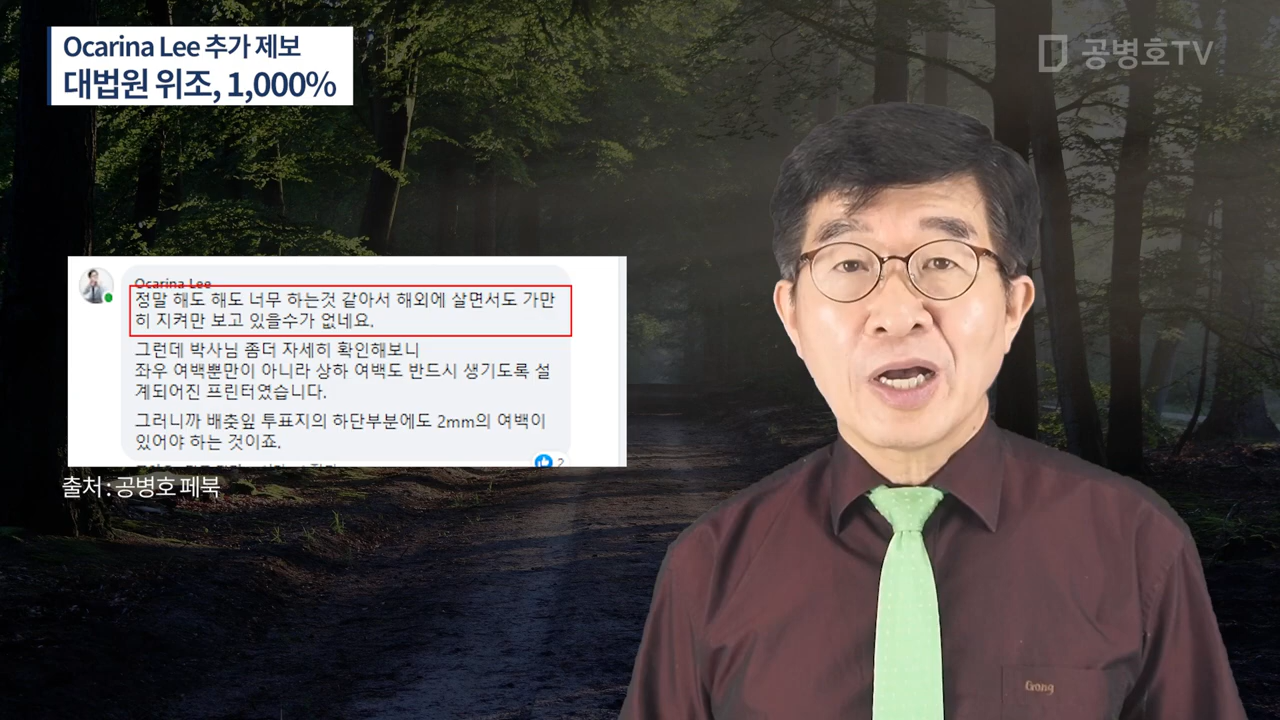 Ocarina Lee 추가 제보
대법원 위조, 1,000%
공병호TV
Ocarina Lee
정말 해도 해도 너무 하는것 같아서 해외에 살면서도 가만
히 지켜만 보고 있을수가 없네요.
그런데 박사님 좀더 자세히 확인해보니
좌우 여백뿐만이 아니라 상하 여백도 반드시 생기도록 설
계되어진 프린터였습니다.
그러니까 배춧잎 투표지의 하단부분에도 2mm의 여백이
있어야 하는 것이죠.
2
출처 : 공병호 페북
Gong